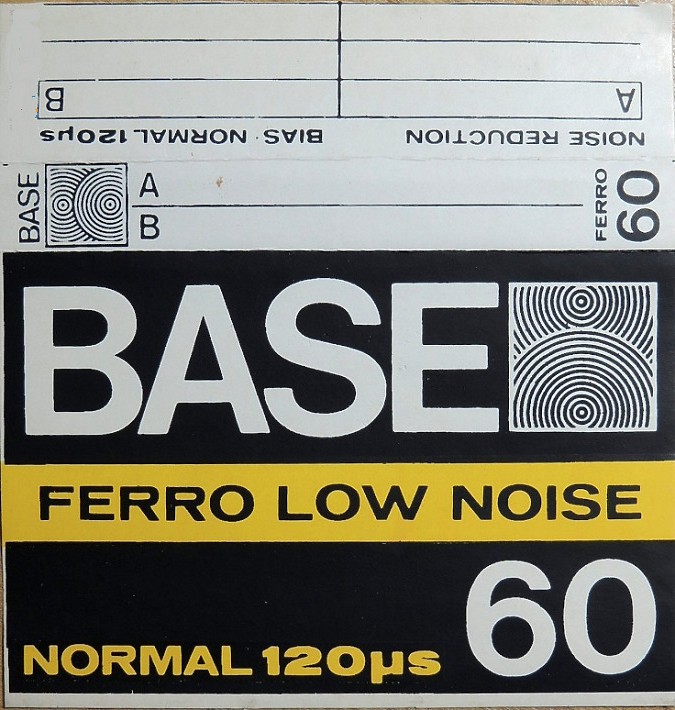 B A
BIAS · NORMAL 120µs NOISE REDUCTION
BASE A FERRO 60
B
BASE
FERRO LOW NOISE
60
NORMAL 120µs